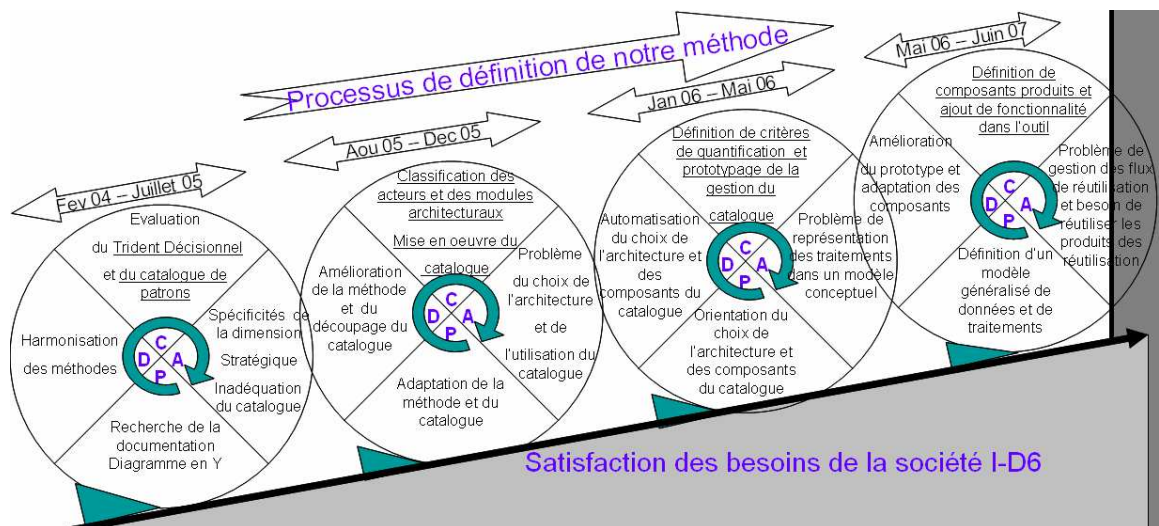 Processus de définition de notre méthode
Fev 04 – Juillet 05
Evaluation
du Trident Décisionnel
et du catalogue de
patrons
Harmonisation
des méthodes
Spécificités de
la dimension
Stratégique
Inadéquation
du catalogue
Recherche de la
documentation
Diagramme en Y
C
D A
P
Aou 05 – Dec 05
Classification des
acteurs et des modules
architecturaux
Mise en oeuvre du
catalogue
Amélioration
de la méthode
et du
découpage du
catalogue
Problème
du choix de
l'architecture
et de
l'utilisation du
catalogue
Adaptation de la
méthode et du
catalogue
C
D A
P
Jan 06 – Mai 06
Définition de critères
de quantification et
prototypage de la
gestion du
catalogue
Automatisation
du choix de
l'architecture et
des
composants du
catalogue
Problème de
représentation
des traitements
dans un modèle
conceptuel
Orientation du
choix de
l'architecture et
des composants
du catalogue
C
D A
P
Mai 06 – Juin 07
Définition de
composants produits et
ajout de fonctionnalité
dans l'outil
Amélioration
du prototype et
adaptation des
composants
Problème de
gestion des flux
de réutilisation
et besoin de
réutiliser les
produits des
réutilisation
Définition d'un
modèle
généralisé de
données et de
traitements
C
D A
P
Satisfaction des besoins de la société I-D6